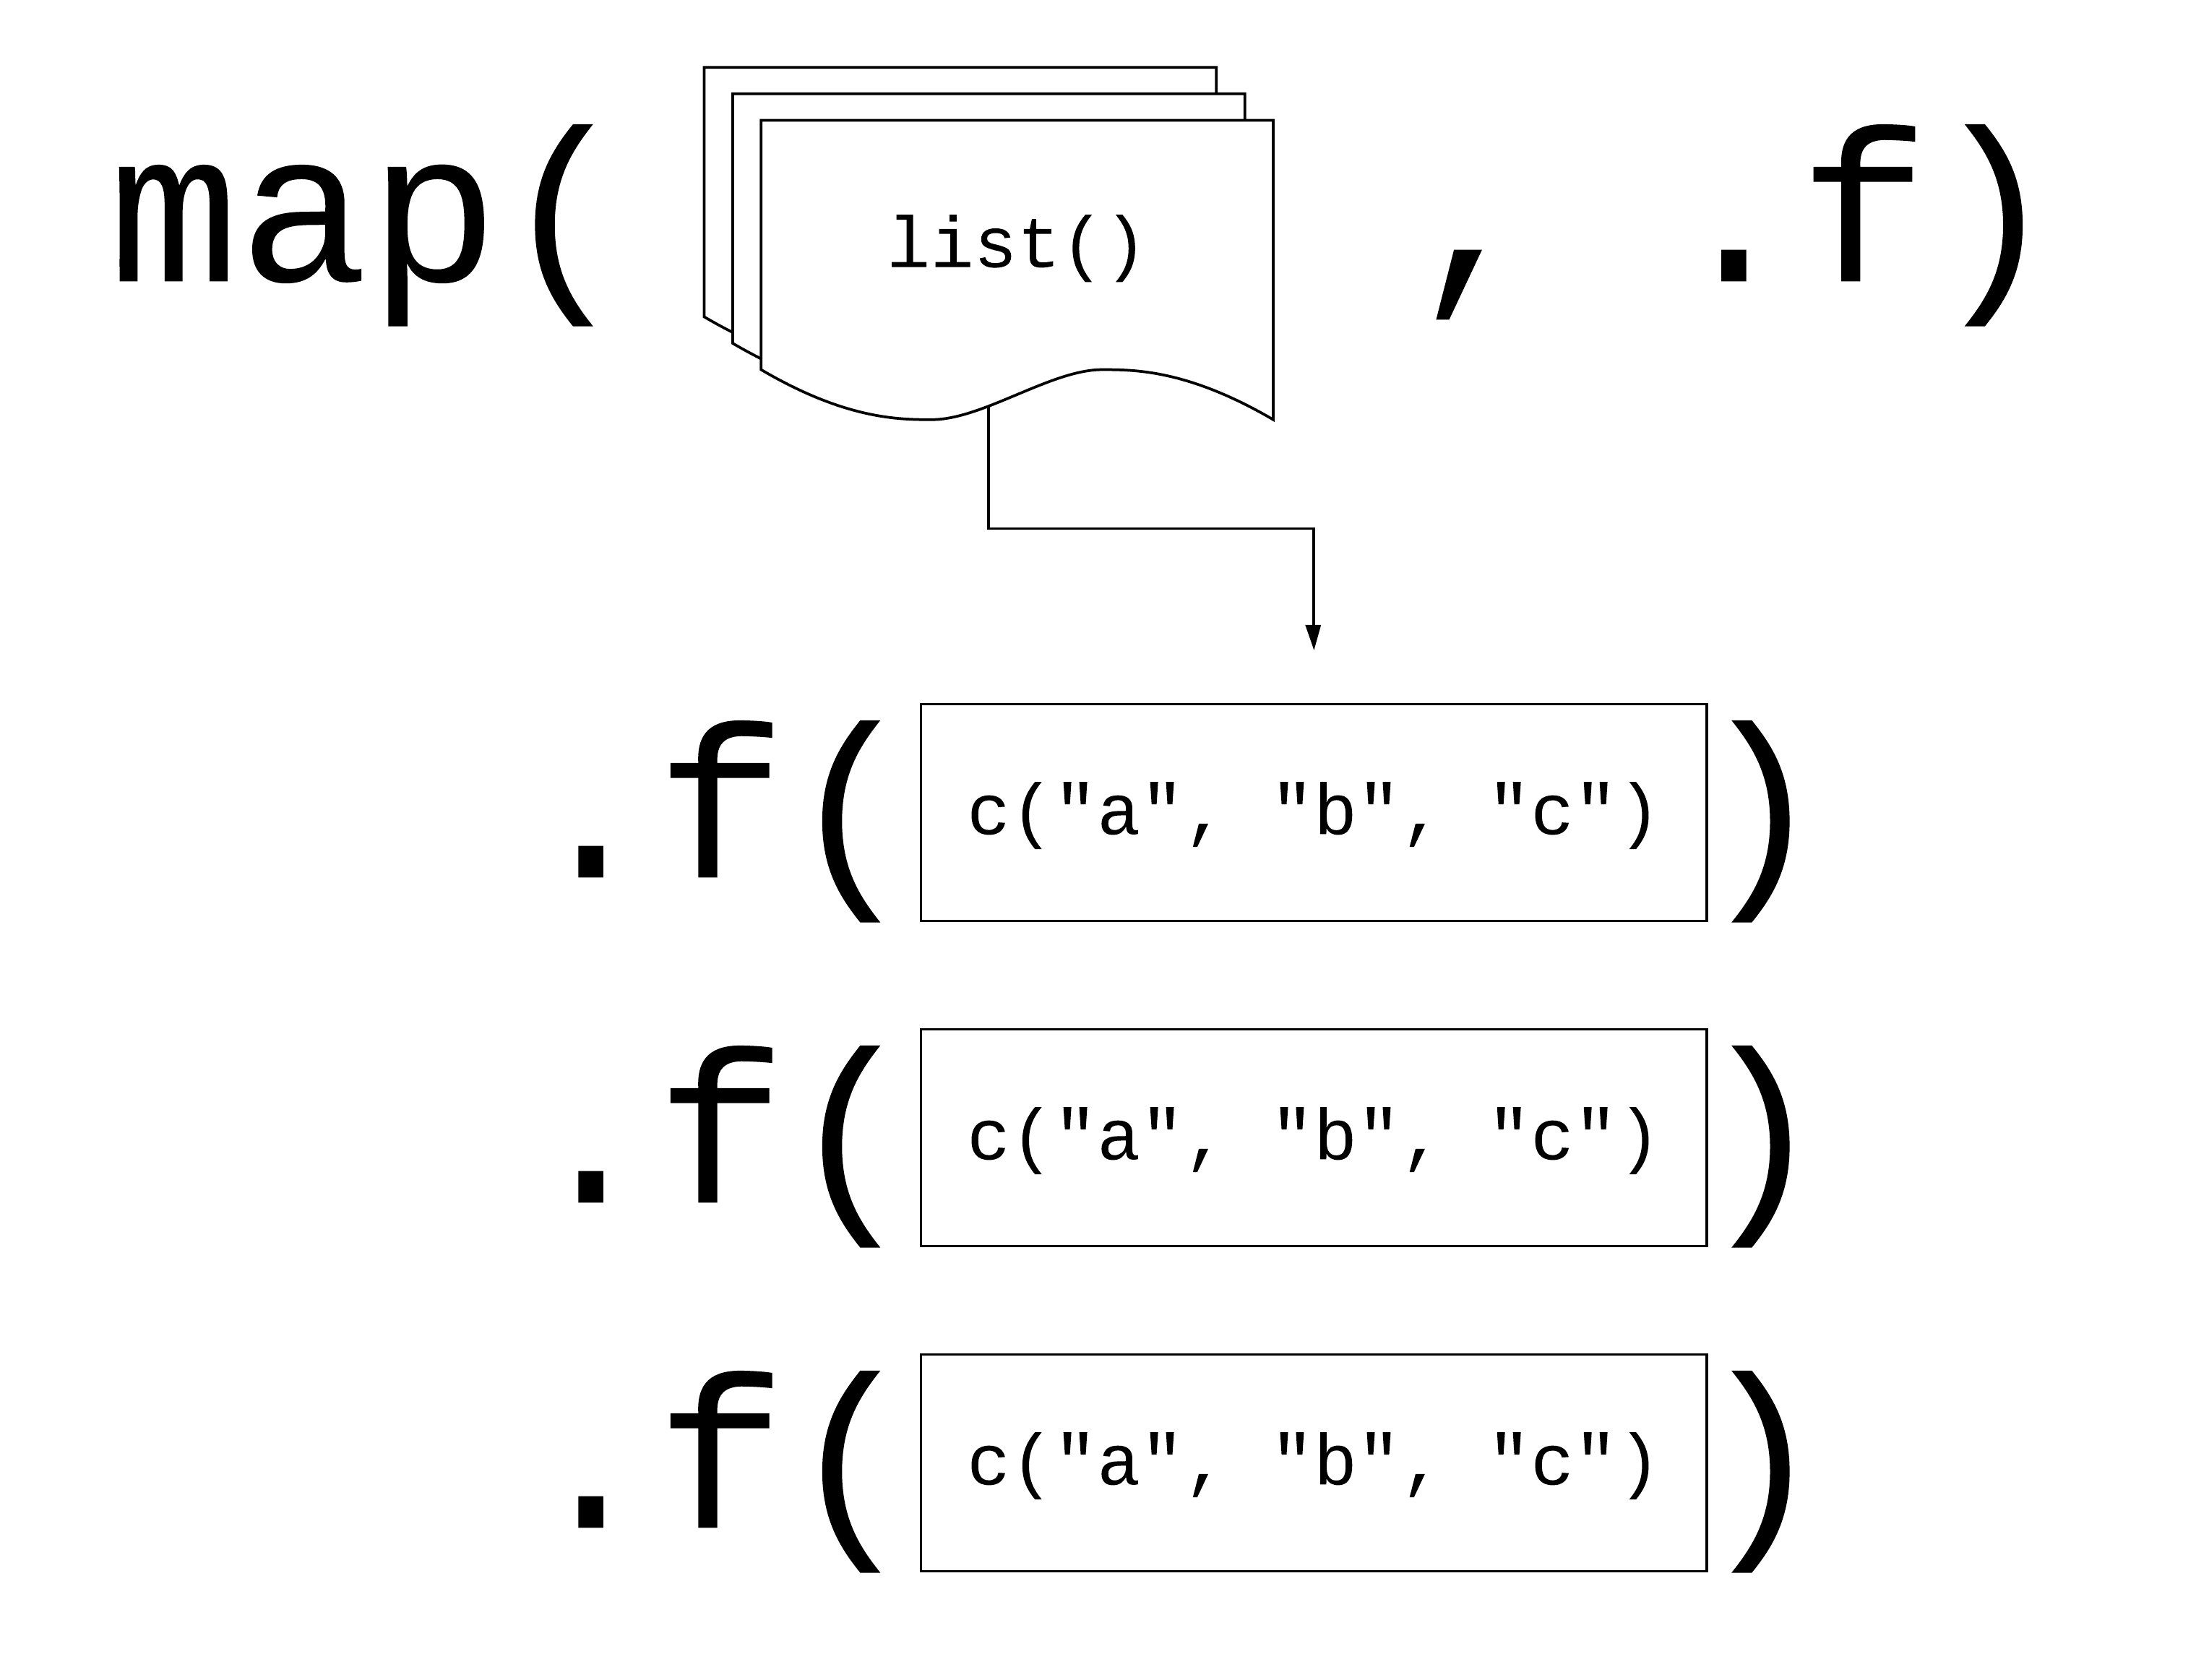 map( list() , .f)
.f( c("a", "b", "c") )
.f( c("a", "b", "c") )
.f( c("a", "b", "c") )